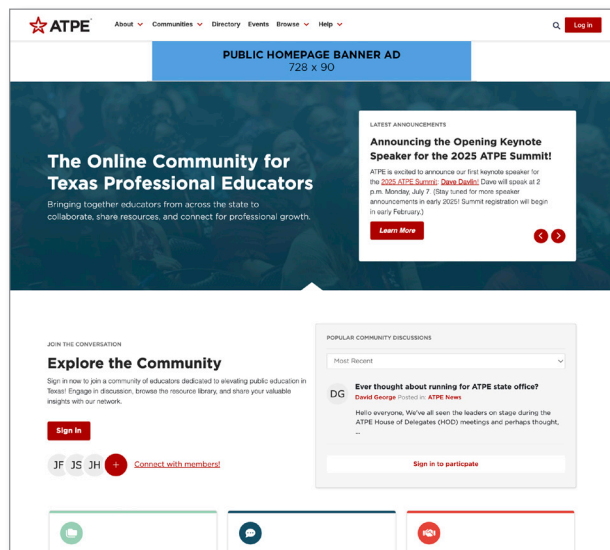 ATPE
About Communities Directory Events Browse Help
Log in
PUBLIC HOMEPAGE BANNER AD
728 x 90
The Online Community for
Texas Professional Educators
Bringing together educators from across the state to
collaborate, share resources, and connect for professional growth.
LATEST ANNOUNCEMENTS
Announcing the Opening Keynote
Speaker for the 2025 ATPE Summit!
ATPE is excited to announce our first keynote speaker for
the 2025 ATPE Summit: Dave Davlin! Dave will speak at 2
p.m. Monday, July 7. (Stay tuned for more speaker
announcements in early 2025! Summit registration will begin
in early February.)
Learn More
JOIN THE CONVERSATION
Explore the Community
Sign in now to join a community of educators dedicated to elevating public education in
Texas! Engage in discussion, browse the resource library, and share your valuable
insights with our network.
Sign In
JF JS JH +
Connect with members!
POPULAR COMMUNITY DISCUSSIONS
Most Recent
DG
Ever thought about running for ATPE state office?
David George Posted in: ATPE News
Hello everyone, We've all seen the leaders on stage during the
ATPE House of Delegates (HOD) meetings and perhaps thought,
...
Sign in to particpate